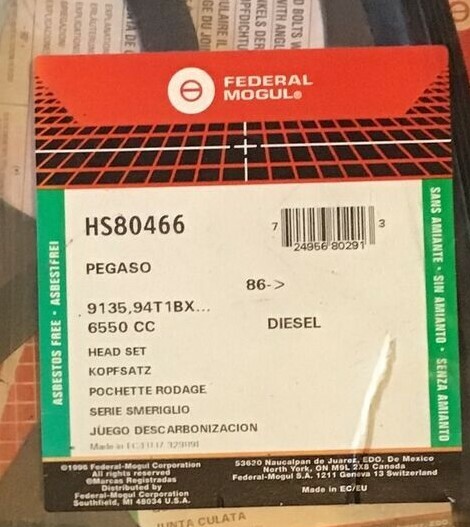 FEDERAL
MOGUL®
HS80466
7 24956 80291 3
PEGASO
86->
9135,94T1BX...
6550 CC
DIESEL
HEAD SET
KOPFSATZ
POCHETTE RODAGE
SERIE SMERIGLIO
JUEGO DESCARBONIZACION
Made in
ASBESTOS FREE • ASBESTFREI
SANS AMIANTE • SIN AMIANTO • SENZA AMIANTO
©1996 Federal-Mogul Corporation
All rights reserved
®Marcas Registradas
Distributed by
Federal-Mogul Corporation
Southfield, MI 48034 U.S.A.
53620 Naucalpan de Juarez, EDO. De Mexico
North York, ON M9L 2X8 Canada
Federal-Mogul S.A. 1211 Geneva 13 Switzerland
Made in EC/EU
JUNTA CULATA